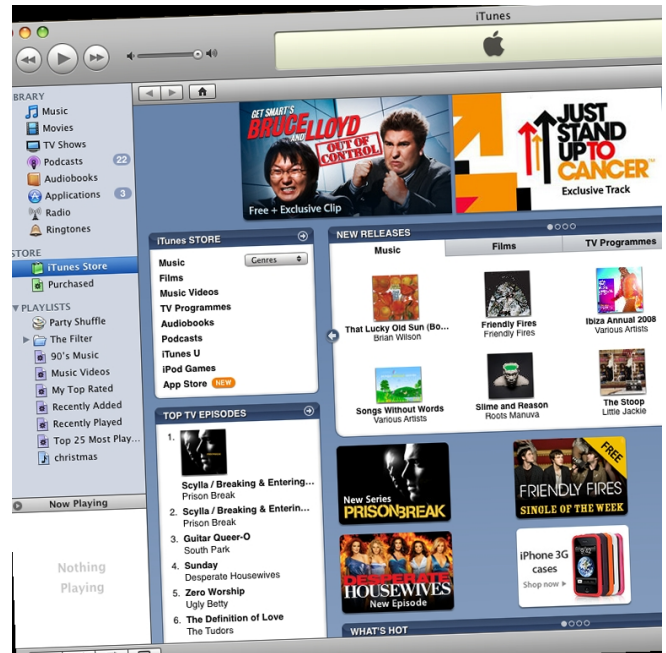 iTunes
BRARY
Music
Movies
TV Shows
Podcasts 22
Audiobooks
Applications 3
Radio
Ringtones
STORE
iTunes Store
Purchased
PLAYLISTS
Party Shuffle
The Filter
90's Music
Music Videos
My Top Rated
Recently Added
Recently Played
Top 25 Most Play...
christmas
Now Playing
Nothing
Playing
GET SMART'S
BRUCE AND LLOYD
OUT OF
CONTROL
Free + Exclusive Clip
JUST
STAND
UP TO
CANCER
Exclusive Track
iTunes STORE
Music Genres
Films
Music Videos
TV Programmes
Audiobooks
Podcasts
iTunes U
iPod Games
App Store NEW
NEW RELEASES
Music Films TV Programmes
That Lucky Old Sun (Bo...
Brian Wilson
Friendly Fires
Friendly Fires
Ibiza Annual 2008
Various Artists
Songs Without Words
Various Artists
Slime and Reason
Roots Manuva
The Stoop
Little Jackie
TOP TV EPISODES
1.
Scylla / Breaking & Entering...
Prison Break
2. Scylla / Breaking & Enterin...
Prison Break
3. Guitar Queer-O
South Park
4. Sunday
Desperate Housewives
5. Zero Worship
Ugly Betty
6. The Definition of Love
The Tudors
New Series
PRISON BREAK
FREE
FRIENDLY FIRES
SINGLE OF THE WEEK
DESPERATE
HOUSEWIVES
New Episode
iPhone 3G
cases
Shop now
WHAT'S HOT